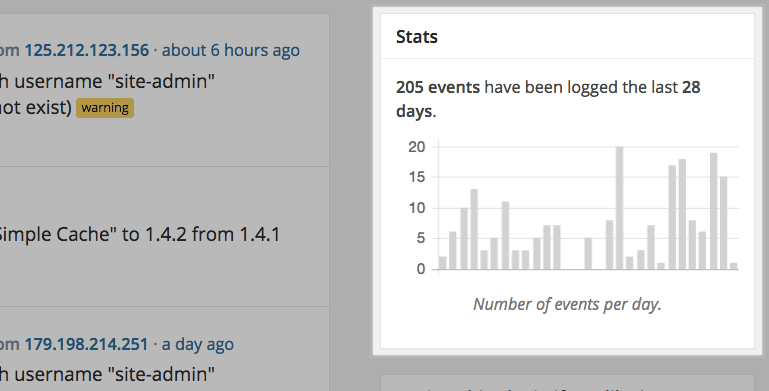 om 125.212.123.156 · about 6 hours ago
h username "site-admin"
not exist) warning
Simple Cache" to 1.4.2 from 1.4.1
om 179.198.214.251 · a day ago
h username "site-admin"
Stats
205 events have been logged the last 28
days.
20
15
10
5
0
Number of events per day.